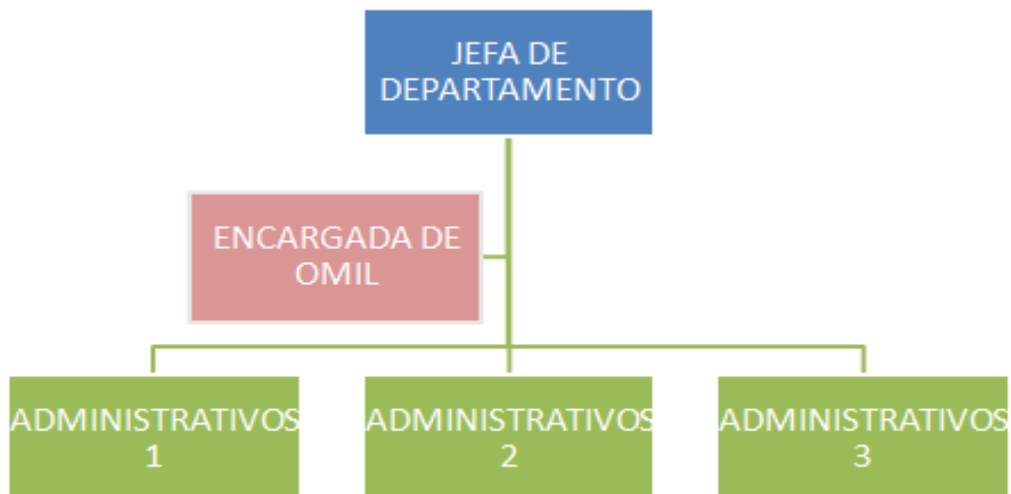 JEFA DE
DEPARTAMENTO
ENCARGADA DE
OMIL
ADMINISTRATIVOS
1
ADMINISTRATIVOS
2
ADMINISTRATIVOS
3